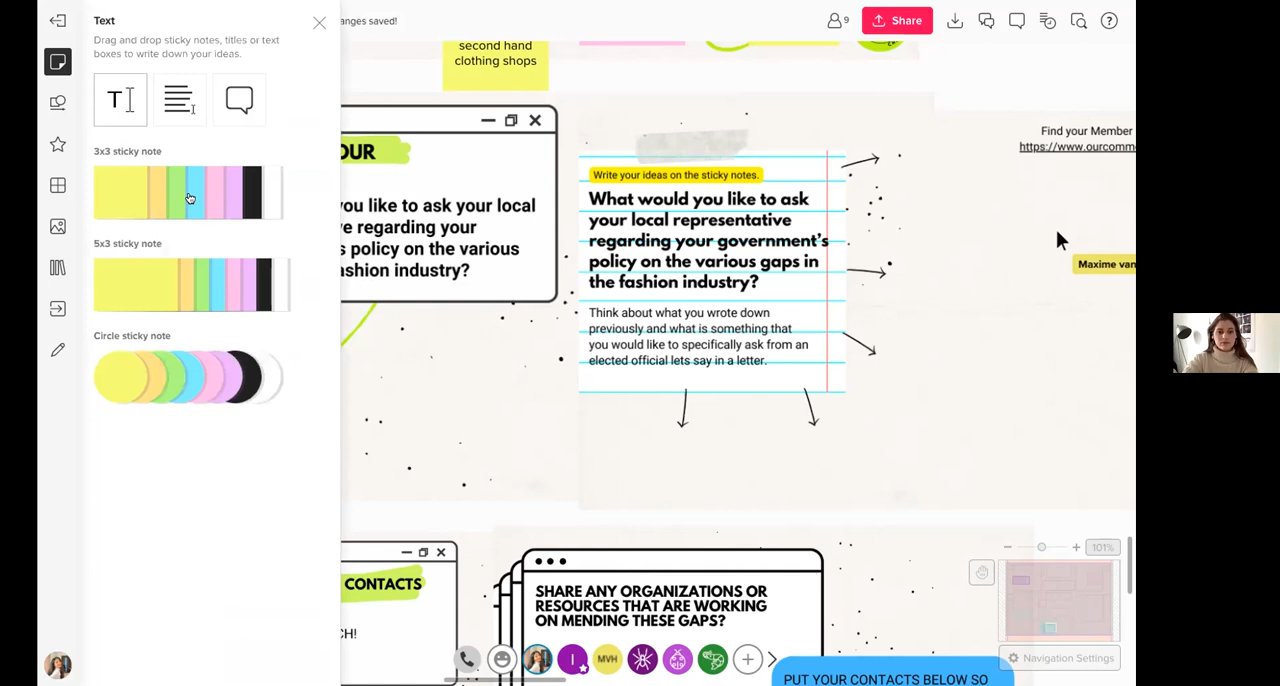 Text
Drag and drop sticky notes, titles or text
boxes to write down your ideas.
T
3x3 sticky note
5x3 sticky note
Circle sticky note
anges saved!
9
Share
second hand
clothing shops
OUR
you like to ask your local
e regarding your
s policy on the various
ashion industry?
Write your ideas on the sticky notes.
What would you like to ask
your local representative
regarding your government's
policy on the various gaps in
the fashion industry?
Think about what you wrote down
previously and what is something that
you would like to specifically ask from an
elected official lets say in a letter.
Find your Member
https://www.ourcomm
Maxime van
CONTACTS
CH!
SHARE ANY ORGANIZATIONS OR
RESOURCES THAT ARE WORKING
ON MENDING THESE GAPS?
101%
Navigation Settings
I
MVH
PUT YOUR CONTACTS BELOW SO